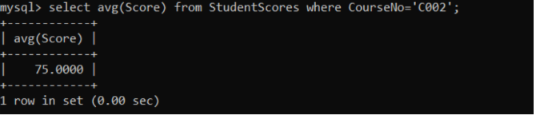 mysql> select avg(Score) from StudentScores where CourseNo='C002';
+------------+
| avg(Score) |
+------------+
|    75.0000 |
+------------+
1 row in set (0.00 sec)